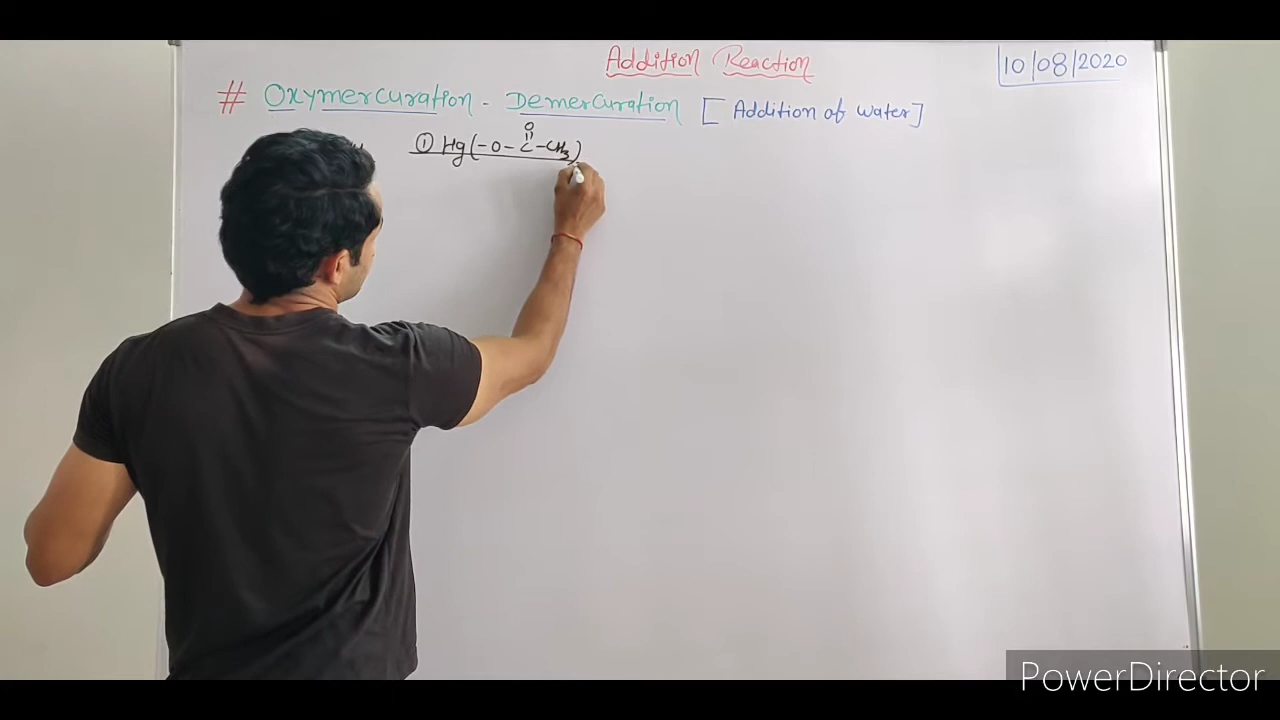 Addition Reaction
10/08/2020
# Oxymercuration - Demercuration [Addition of water]
O
① Hg(-O-C-CH3)
PowerDirector